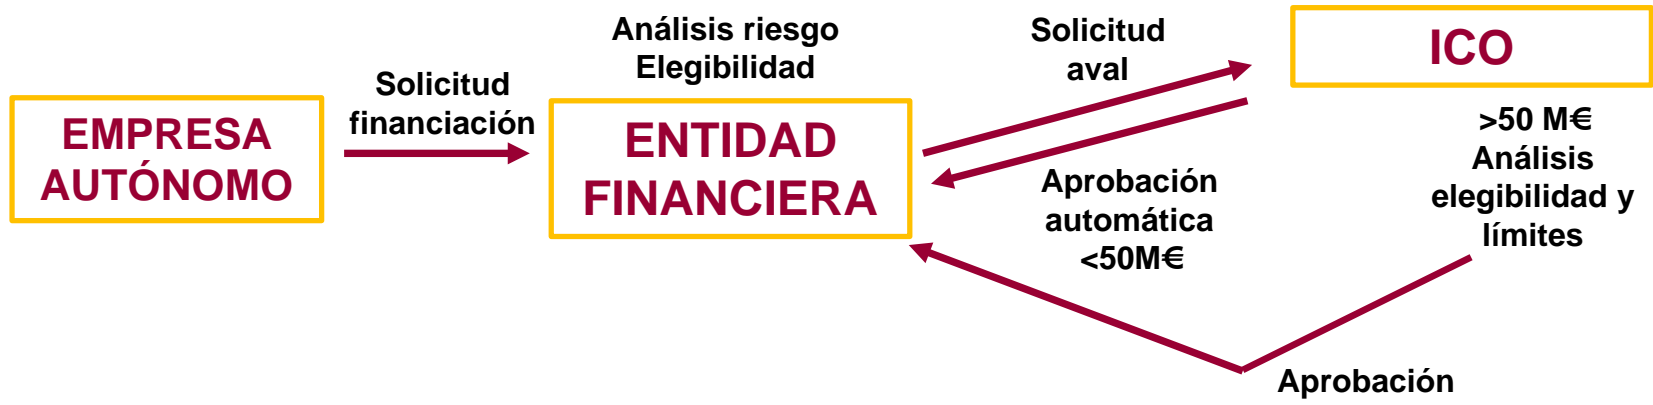 EMPRESA
AUTÓNOMO
Solicitud
financiación
Análisis riesgo
Elegibilidad
ENTIDAD
FINANCIERA
Solicitud
aval
Aprobación
automática
<50M€
ICO
>50 M€
Análisis
elegibilidad y
límites
Aprobación